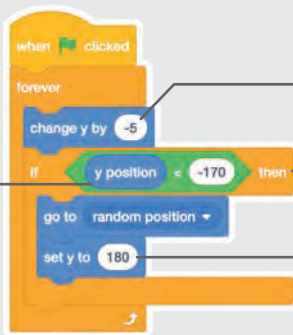 when clicked
forever
change y by -5
if y position < -170 then
go to random position
set y to 180